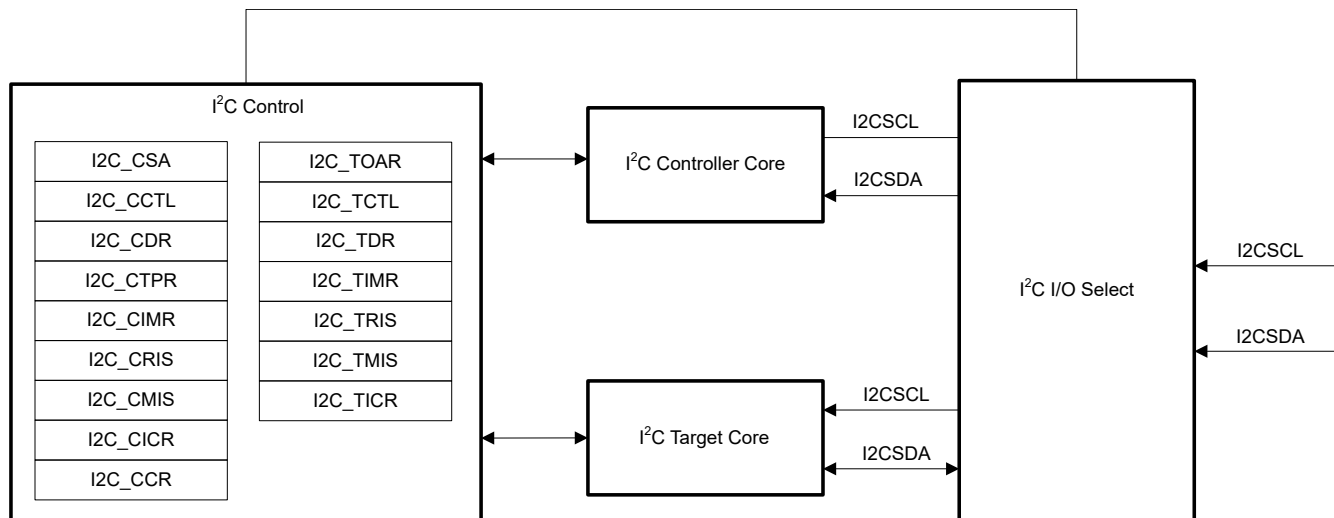 I²C Control
I2C_CSA
I2C_CCTL
I2C_CDR
I2C_CTPR
I2C_CIMR
I2C_CRIS
I2C_CMIS
I2C_CICR
I2C_CCR
I2C_TOAR
I2C_TCTL
I2C_TDR
I2C_TIMR
I2C_TRIS
I2C_TMIS
I2C_TICR
I²C Controller Core
I2CSCL
I2CSDA
I²C Target Core
I2CSCL
I2CSDA
I²C I/O Select
I2CSCL
I2CSDA